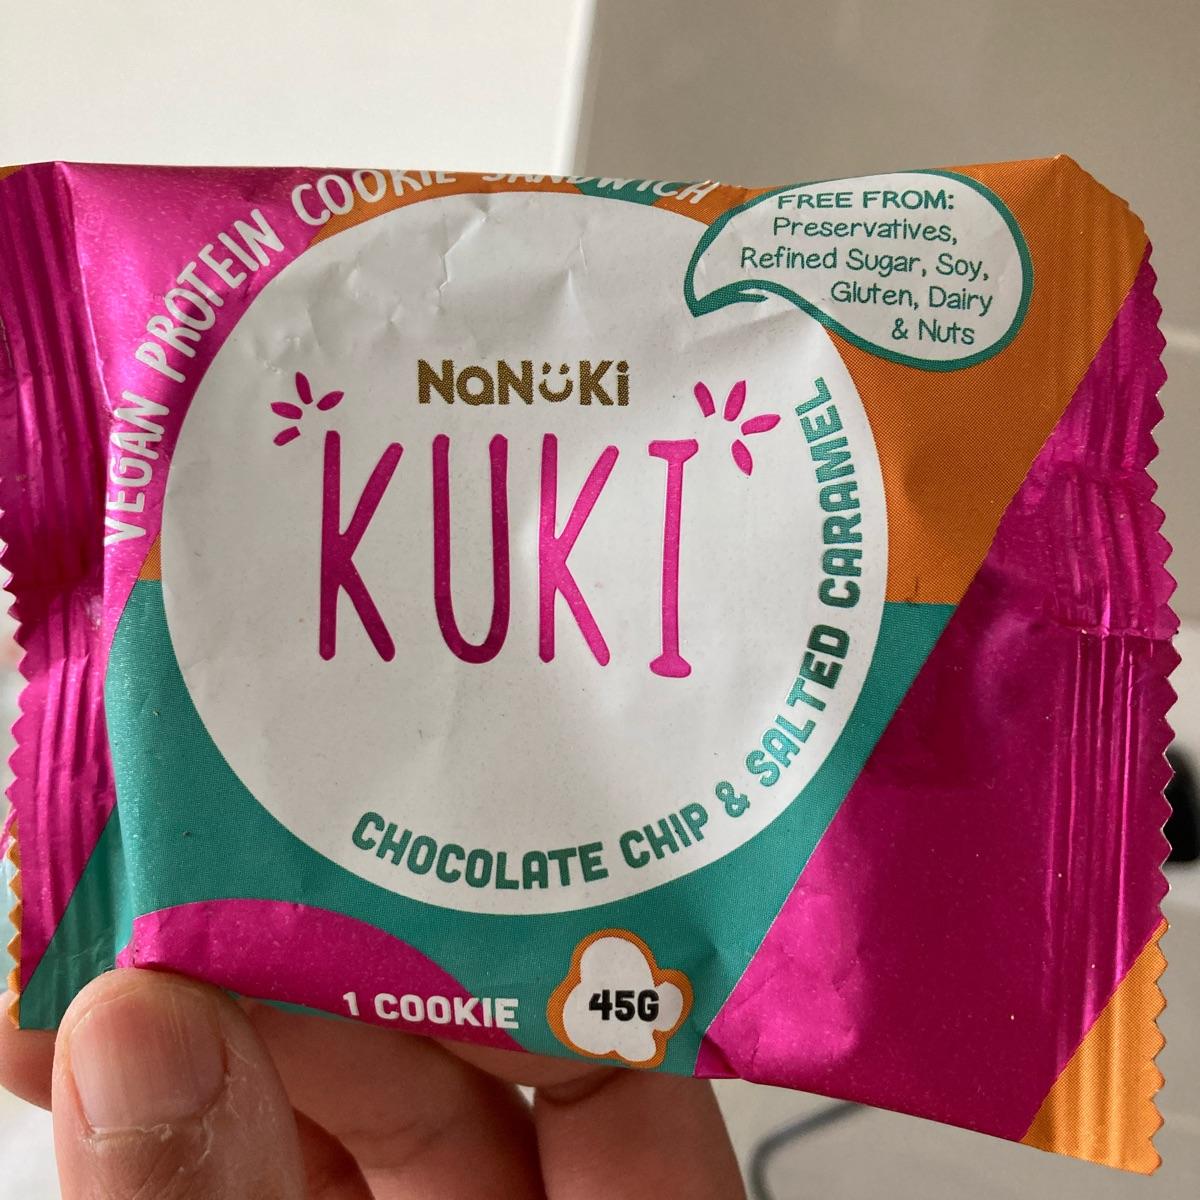 VEGAN PROTEIN COOKIE SANDWICH
FREE FROM:
Preservatives,
Refined Sugar, Soy,
Gluten, Dairy
& Nuts
NaNüKi
KUKI
CHOCOLATE CHIP & SALTED CARAMEL
1 COOKIE
45G